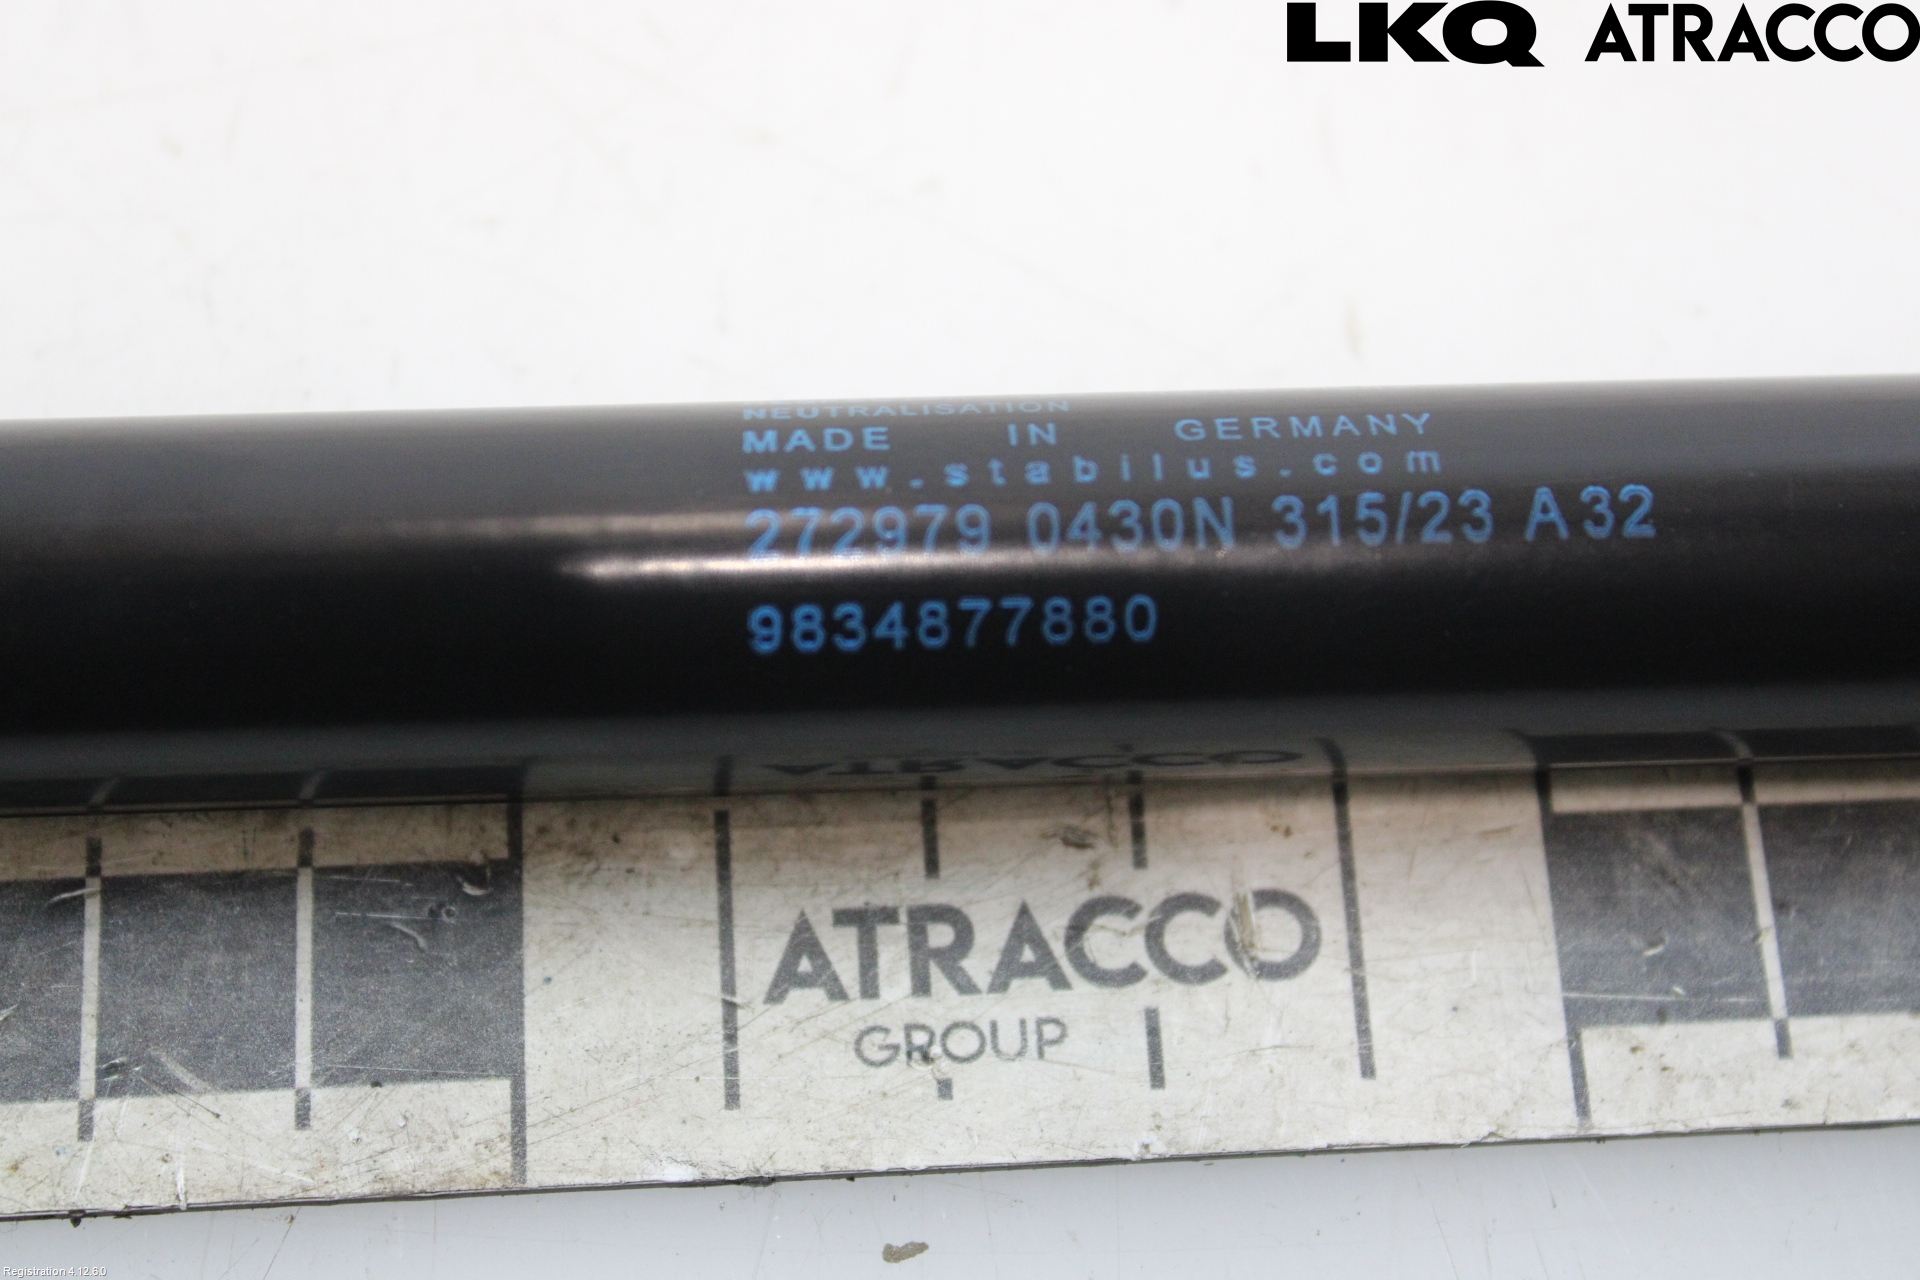 LKQ ATRACCO
NEUTRALISATION
MADE IN GERMANY
www.stabilus.com
272979 0430N 315/23 A32
9834877880
ATRACCO
ATRACCO
GROUP
Registration 4.12.6.0